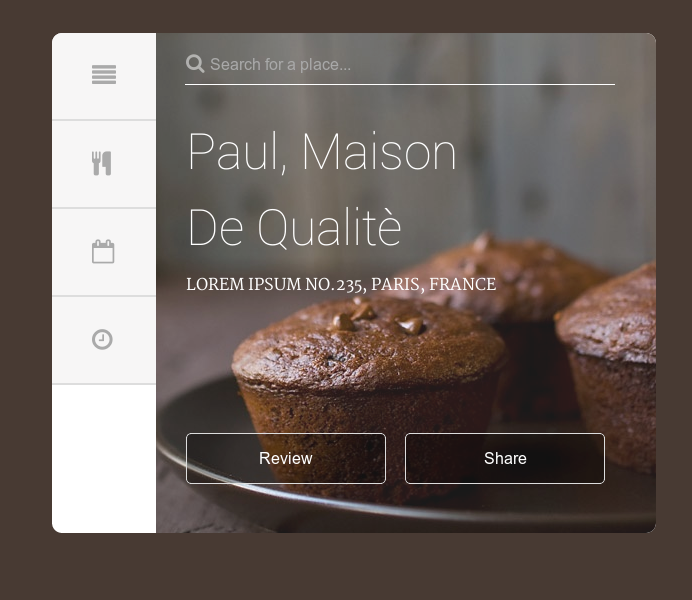 Search for a place...
Paul, Maison
De Qualitè
LOREM IPSUM NO.235, PARIS, FRANCE
Review
Share